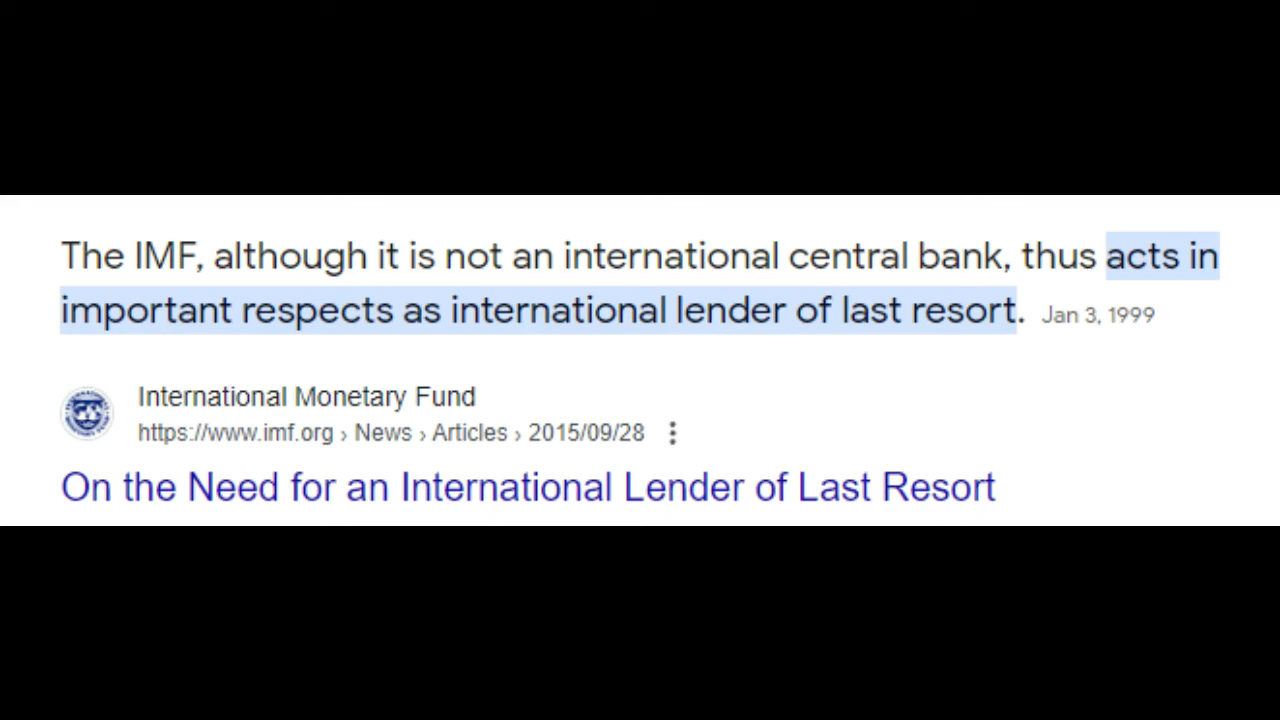 The IMF, although it is not an international central bank, thus acts in
important respects as international lender of last resort. Jan 3, 1999
International Monetary Fund
https://www.imf.org › News › Articles › 2015/09/28
On the Need for an International Lender of Last Resort